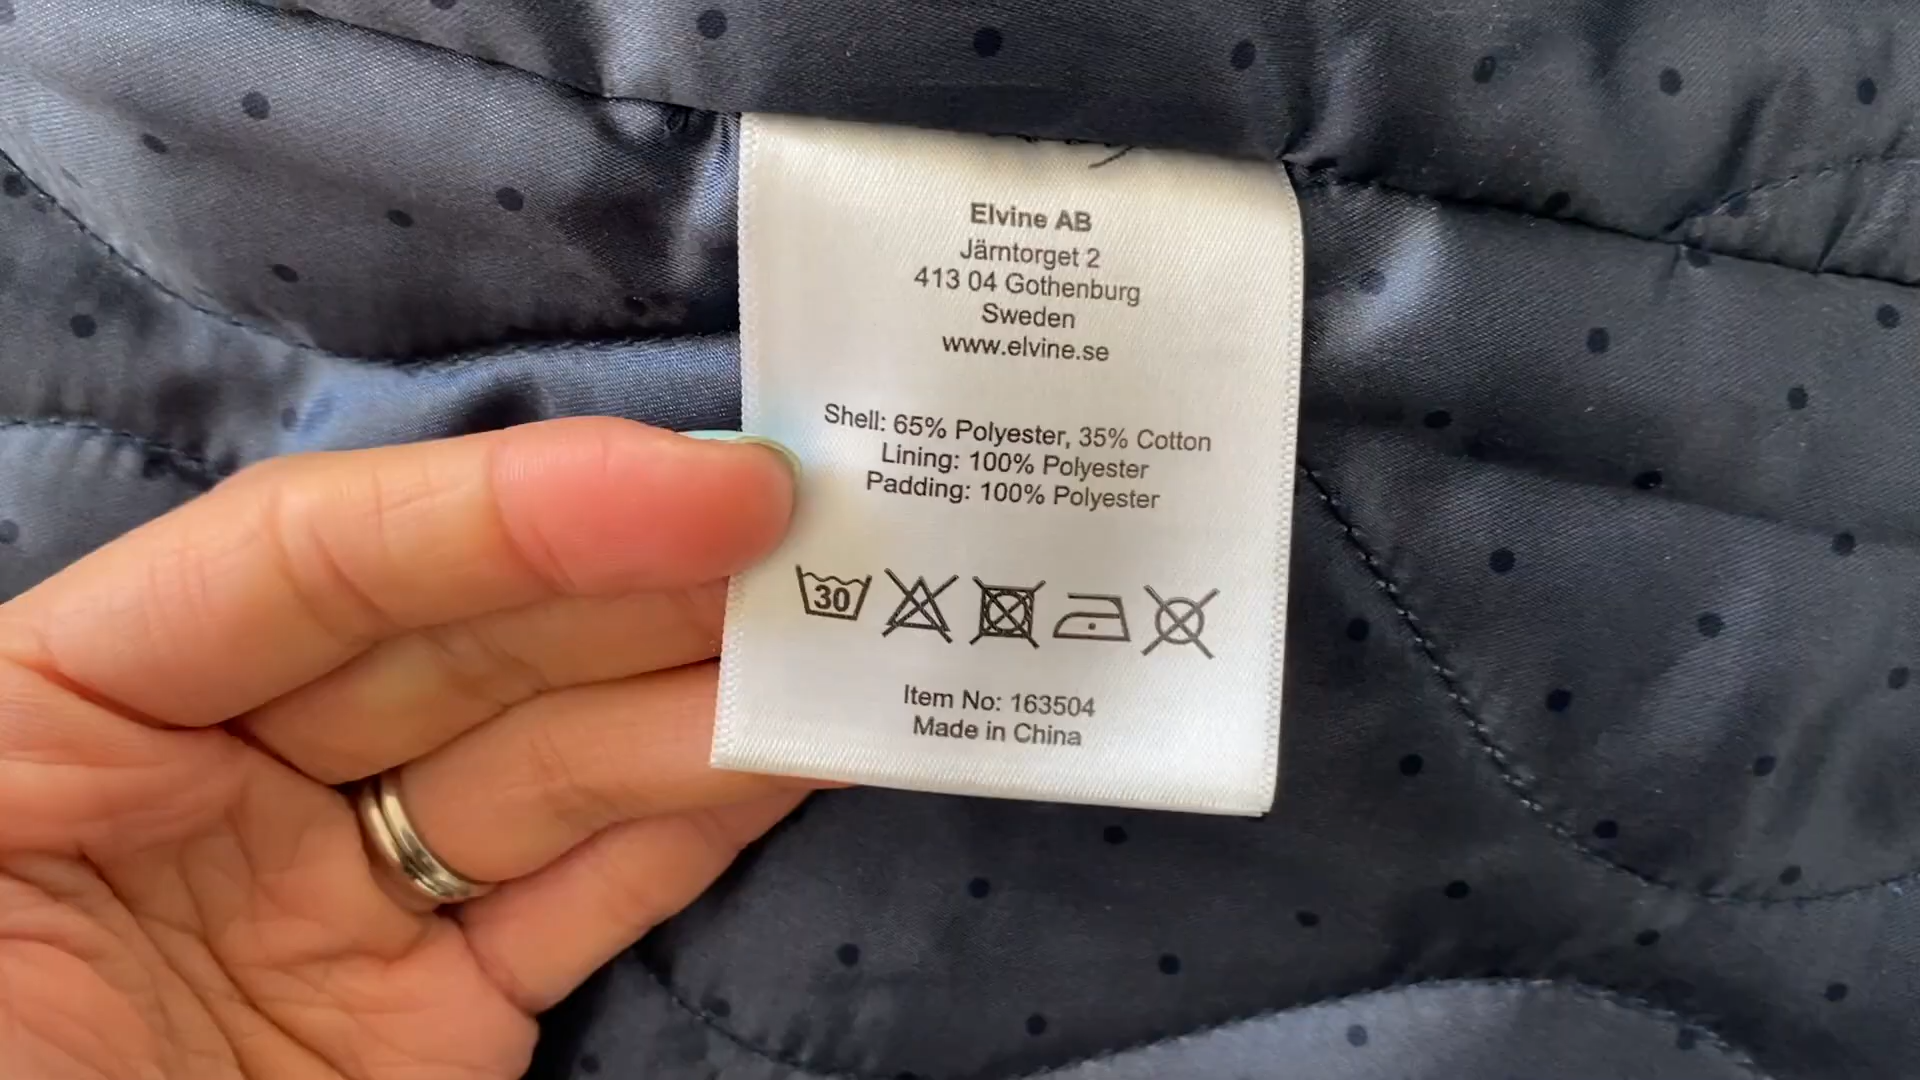 Elvine AB
Järntorget 2
413 04 Gothenburg
Sweden
www.elvine.se
Shell: 65% Polyester, 35% Cotton
Lining: 100% Polyester
Padding: 100% Polyester
30
Item No: 163504
Made in China